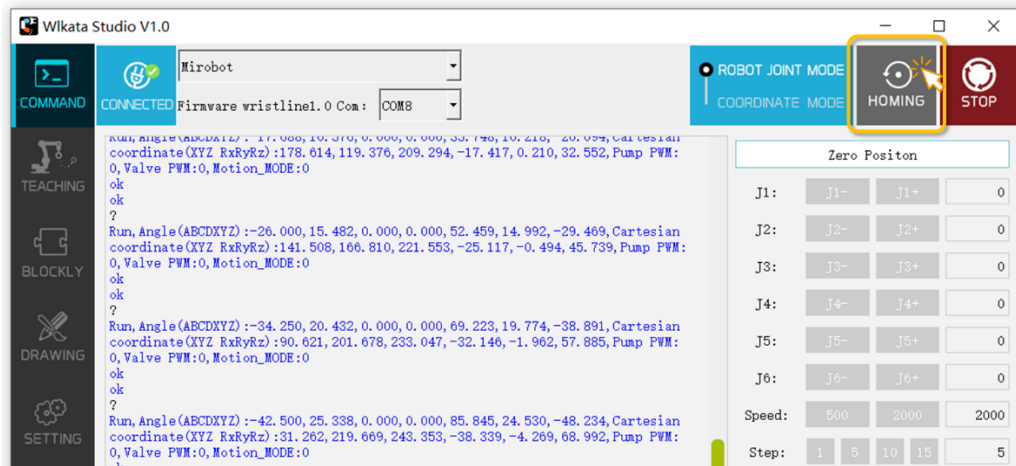 Wlkata Studio V1.0
COMMAND
CONNECTED
Mirobot
Firmware wristline1.0 Com: COM8
ROBOT JOINT MODE
COORDINATE MODE
HOMING
STOP
TEACHING
BLOCKLY
DRAWING
SETTING
coordinate(XYZ RxRyRz):178.614,119.376,209.294,-17.417,0.210,32.552,Pump PWM:
0,Valve PWM:0,Motion_MODE:0
ok
ok
?
Run,Angle(ABCDXYZ):-26.000,15.482,0.000,0.000,52.459,14.992,-29.469,Cartesian
coordinate(XYZ RxRyRz):141.508,166.810,221.553,-25.117,-0.494,45.739,Pump PWM:
0,Valve PWM:0,Motion_MODE:0
ok
ok
?
Run,Angle(ABCDXYZ):-34.250,20.432,0.000,0.000,69.223,19.774,-38.891,Cartesian
coordinate(XYZ RxRyRz):90.621,201.678,233.047,-32.146,-1.962,57.885,Pump PWM:
0,Valve PWM:0,Motion_MODE:0
ok
ok
?
Run,Angle(ABCDXYZ):-42.500,25.338,0.000,0.000,85.845,24.530,-48.234,Cartesian
coordinate(XYZ RxRyRz):31.262,219.669,243.353,-38.339,-4.269,68.992,Pump PWM:
0,Valve PWM:0,Motion_MODE:0
Zero Positon
J1: J1- J1+ 0
J2: J2- J2+ 0
J3: J3- J3+ 0
J4: J4- J4+ 0
J5: J5- J5+ 0
J6: J6- J6+ 0
Speed: 500 2000 2000
Step: 1 5 10 15 5